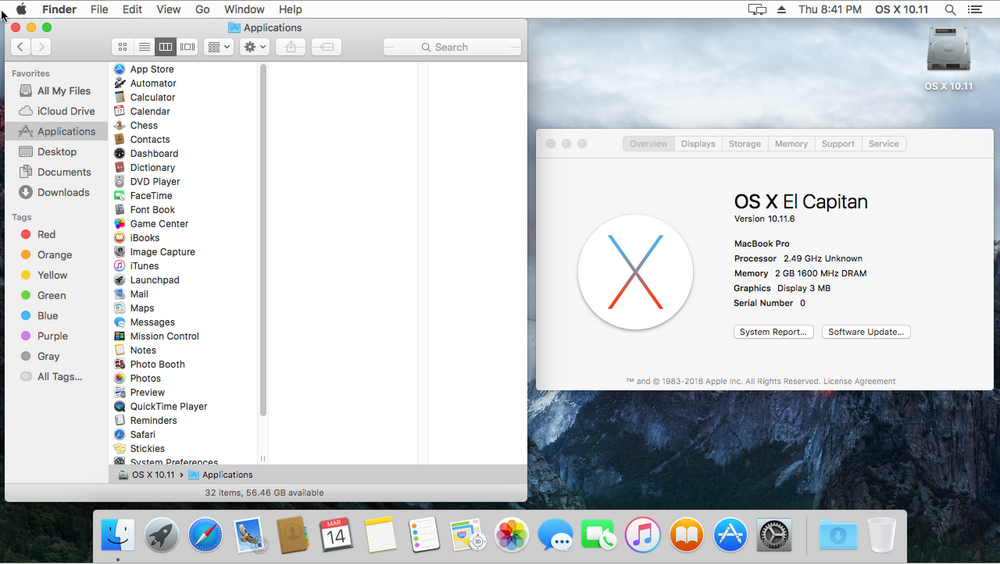 Finder File Edit View Go Window Help
Thu 8:41 PM OS X 10.11
Applications
Search
Favorites
All My Files
iCloud Drive
Applications
Desktop
Documents
Downloads
Tags
Red
Orange
Yellow
Green
Blue
Purple
Gray
All Tags...
App Store
Automator
Calculator
Calendar
Chess
Contacts
Dashboard
Dictionary
DVD Player
FaceTime
Font Book
Game Center
iBooks
Image Capture
iTunes
Launchpad
Mail
Maps
Messages
Mission Control
Notes
Photo Booth
Photos
Preview
QuickTime Player
Reminders
Safari
Stickies
System Preferences
OS X 10.11 › Applications
32 items, 56.46 GB available
OS X 10.11
Overview Displays Storage Memory Support Service
OS X El Capitan
Version 10.11.6
MacBook Pro
Processor 2.49 GHz Unknown
Memory 2 GB 1600 MHz DRAM
Graphics Display 3 MB
Serial Number 0
System Report...
Software Update...
™ and © 1983-2018 Apple Inc. All Rights Reserved. License Agreement
MAR
14